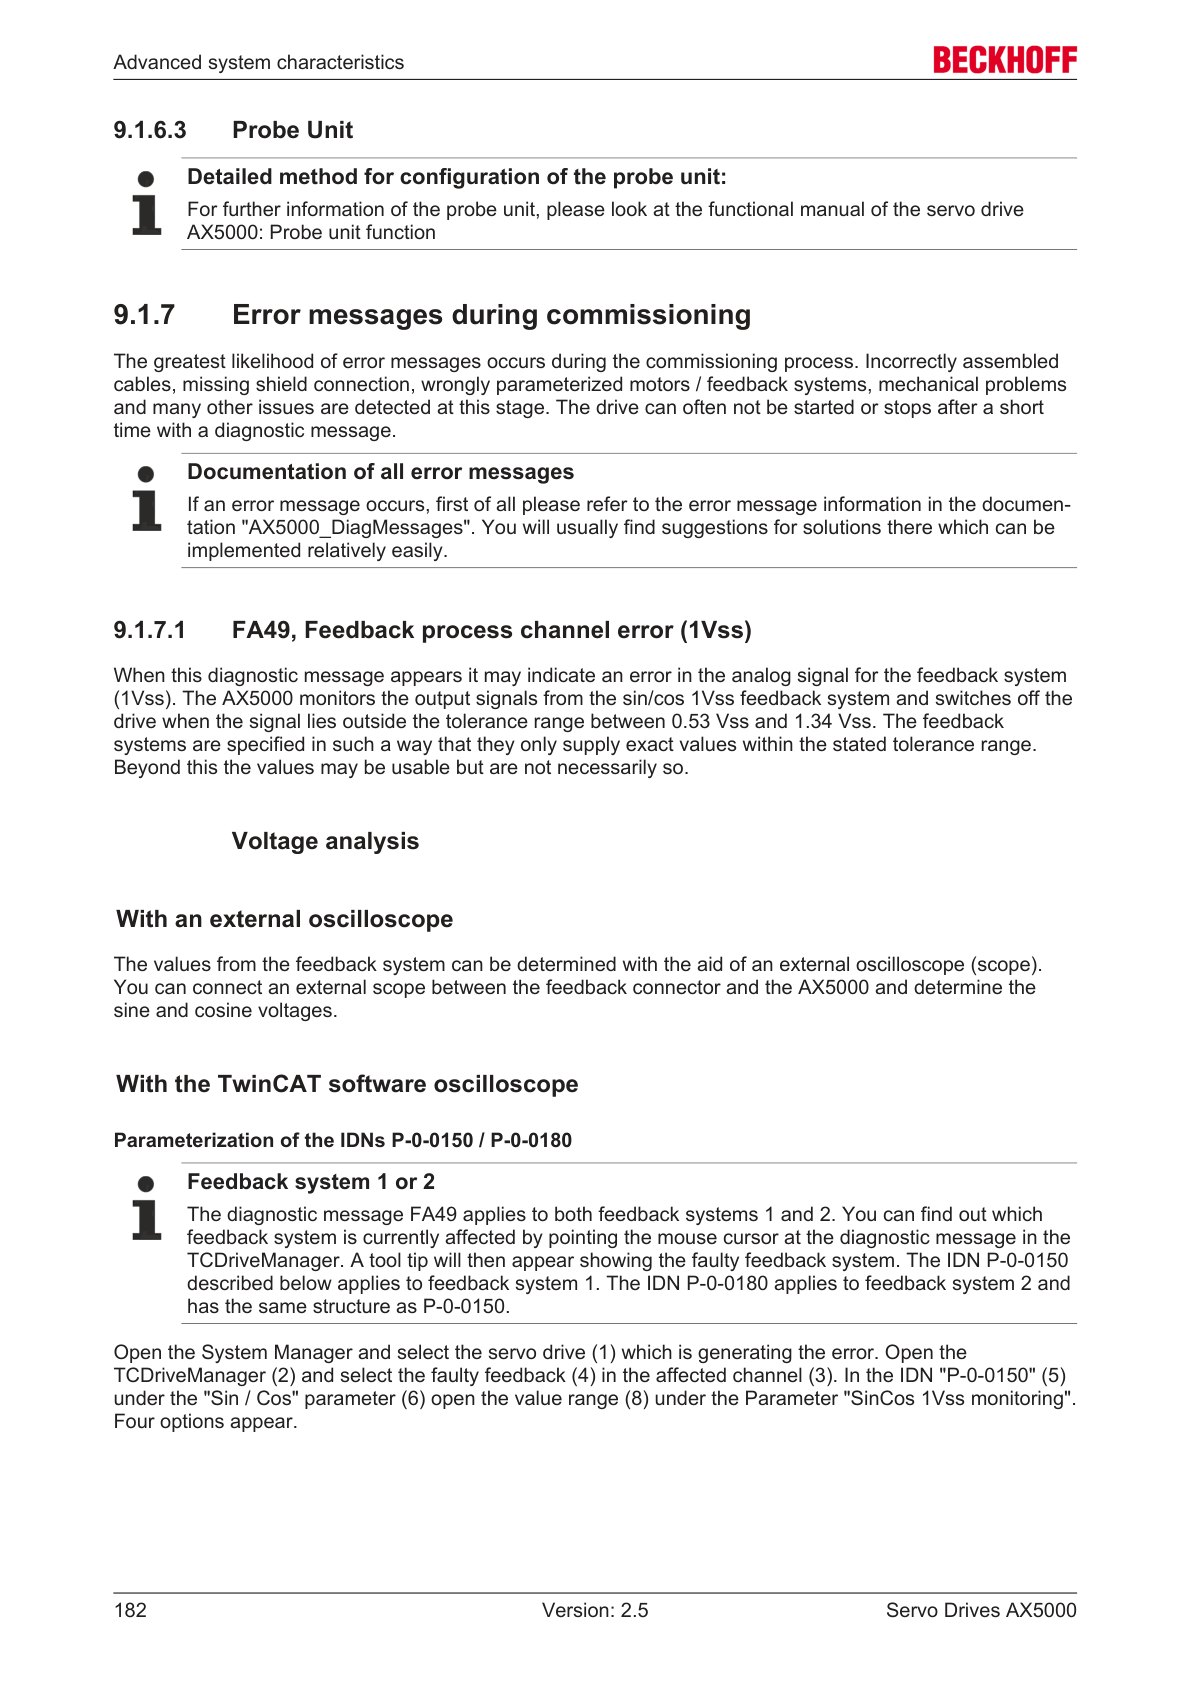 Advanced system characteristics
BECKHOFF
9.1.6.3 Probe Unit
Detailed method for configuration of the probe unit:
For further information of the probe unit, please look at the functional manual of the servo drive
AX5000: Probe unit function
9.1.7 Error messages during commissioning
The greatest likelihood of error messages occurs during the commissioning process. Incorrectly assembled
cables, missing shield connection, wrongly parameterized motors / feedback systems, mechanical problems
and many other issues are detected at this stage. The drive can often not be started or stops after a short
time with a diagnostic message.
Documentation of all error messages
If an error message occurs, first of all please refer to the error message information in the documen-
tation "AX5000_DiagMessages". You will usually find suggestions for solutions there which can be
implemented relatively easily.
9.1.7.1 FA49, Feedback process channel error (1Vss)
When this diagnostic message appears it may indicate an error in the analog signal for the feedback system
(1Vss). The AX5000 monitors the output signals from the sin/cos 1Vss feedback system and switches off the
drive when the signal lies outside the tolerance range between 0.53 Vss and 1.34 Vss. The feedback
systems are specified in such a way that they only supply exact values within the stated tolerance range.
Beyond this the values may be usable but are not necessarily so.
Voltage analysis
With an external oscilloscope
The values from the feedback system can be determined with the aid of an external oscilloscope (scope).
You can connect an external scope between the feedback connector and the AX5000 and determine the
sine and cosine voltages.
With the TwinCAT software oscilloscope
Parameterization of the IDNs P-0-0150 / P-0-0180
Feedback system 1 or 2
The diagnostic message FA49 applies to both feedback systems 1 and 2. You can find out which
feedback system is currently affected by pointing the mouse cursor at the diagnostic message in the
TCDriveManager. A tool tip will then appear showing the faulty feedback system. The IDN P-0-0150
described below applies to feedback system 1. The IDN P-0-0180 applies to feedback system 2 and
has the same structure as P-0-0150.
Open the System Manager and select the servo drive (1) which is generating the error. Open the
TCDriveManager (2) and select the faulty feedback (4) in the affected channel (3). In the IDN "P-0-0150" (5)
under the "Sin / Cos" parameter (6) open the value range (8) under the Parameter "SinCos 1Vss monitoring".
Four options appear.
182 Version: 2.5 Servo Drives AX5000